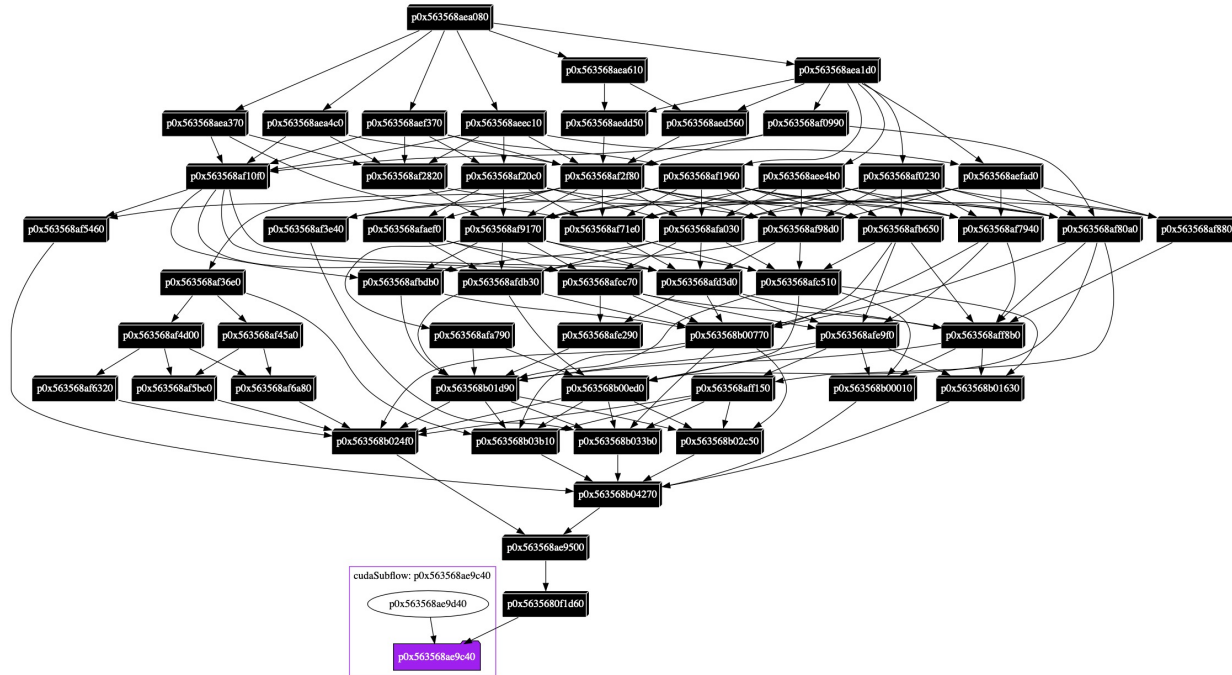 p0x563568aea080
p0x563568aea610
p0x563568aea1d0
p0x563568aea370
p0x563568aea4c0
p0x563568aef370
p0x563568aeec10
p0x563568aedd50
p0x563568aed560
p0x563568af0990
p0x563568af10f0
p0x563568af2820
p0x563568af20c0
p0x563568af2f80
p0x563568af1960
p0x563568aee4b0
p0x563568af0230
p0x563568aefad0
p0x563568af5460
p0x563568af3e40
p0x563568afaef0
p0x563568af9170
p0x563568af71e0
p0x563568afa030
p0x563568af98d0
p0x563568afb650
p0x563568af7940
p0x563568af80a0
p0x563568af880
p0x563568af36e0
p0x563568afbdb0
p0x563568afdb30
p0x563568afcc70
p0x563568afd3d0
p0x563568afc510
p0x563568af4d00
p0x563568af45a0
p0x563568afa790
p0x563568afe290
p0x563568b00770
p0x563568afe9f0
p0x563568aff8b0
p0x563568af6320
p0x563568af5bc0
p0x563568af6a80
p0x563568b01d90
p0x563568b00ed0
p0x563568aff150
p0x563568b00010
p0x563568b01630
p0x563568b024f0
p0x563568b03b10
p0x563568b033b0
p0x563568b02c50
p0x563568b04270
p0x563568ae9500
cudaSubflow: p0x563568ae9c40
p0x563568ae9d40
p0x5635680f1d60
p0x563568ae9c40